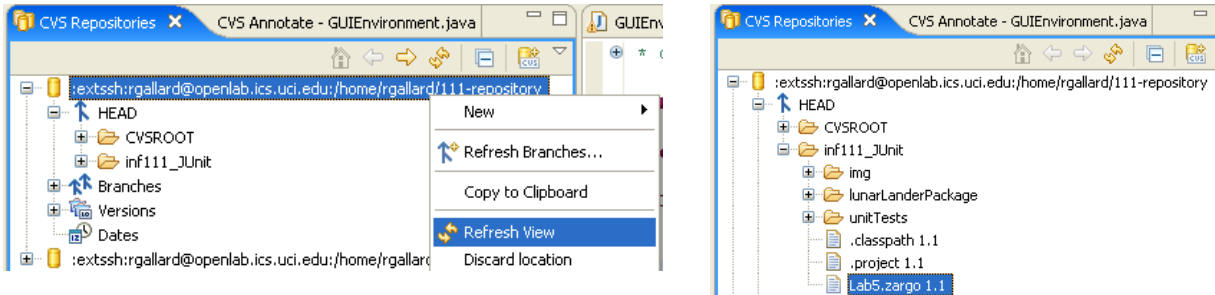 CVS Repositories
CVS Annotate - GUIEnvironment.java
:extssh:rgallard@openlab.ics.uci.edu:/home/rgallard/111-repository
HEAD
CVSROOT
inf111_JUnit
Branches
Versions
Dates
:extssh:rgallard@openlab.ics.uci.edu:/home/rgallard
New
Refresh Branches...
Copy to Clipboard
Refresh View
Discard location
GUIEnv
*
CVS Repositories
CVS Annotate - GUIEnvironment.java
:extssh:rgallard@openlab.ics.uci.edu:/home/rgallard/111-repository
HEAD
CVSROOT
inf111_JUnit
img
lunarLanderPackage
unitTests
.classpath 1.1
.project 1.1
Lab5.zargo 1.1